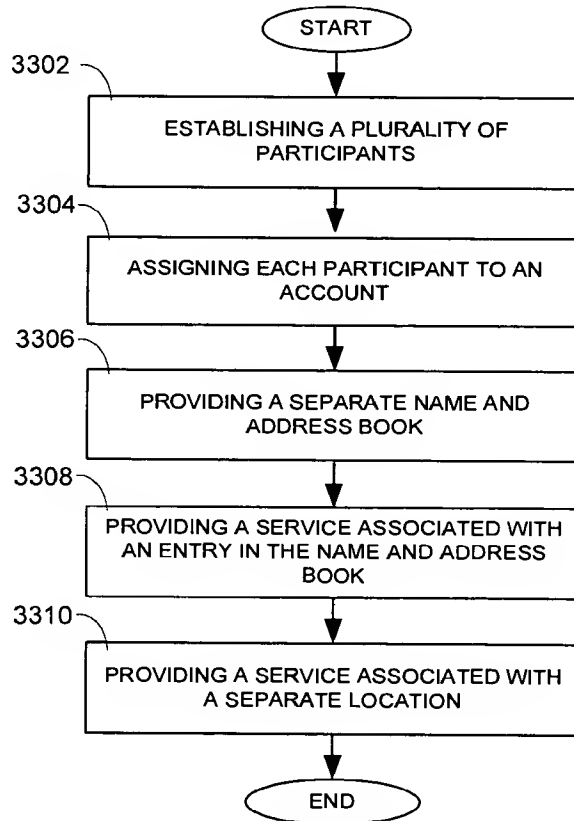 START
3302
ESTABLISHING A PLURALITY OF
PARTICIPANTS
3304
ASSIGNING EACH PARTICIPANT TO AN
ACCOUNT
3306
PROVIDING A SEPARATE NAME AND
ADDRESS BOOK
3308
PROVIDING A SERVICE ASSOCIATED WITH
AN ENTRY IN THE NAME AND ADDRESS
BOOK
3310
PROVIDING A SERVICE ASSOCIATED WITH
A SEPARATE LOCATION
END